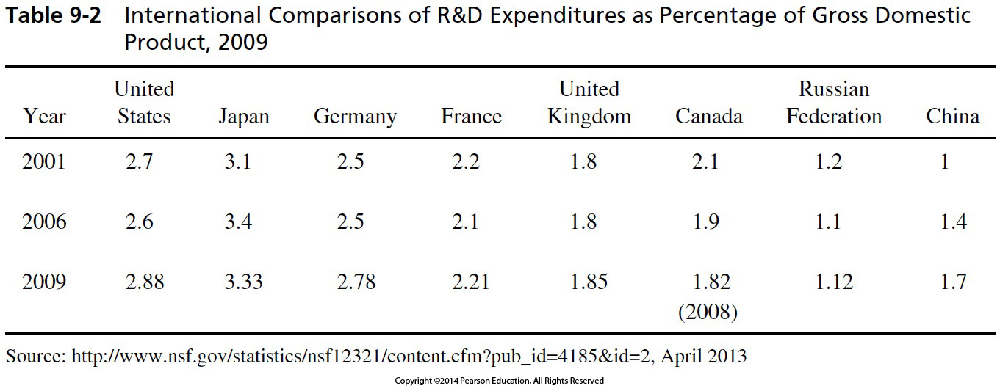 Table 9-2 International Comparisons of R&D Expenditures as Percentage of Gross Domestic
Product, 2009
Year United States Japan Germany France United Kingdom Canada Russian Federation China
2001 2.7 3.1 2.5 2.2 1.8 2.1 1.2 1
2006 2.6 3.4 2.5 2.1 1.8 1.9 1.1 1.4
2009 2.88 3.33 2.78 2.21 1.85 1.82 1.12 1.7
(2008)
Source: http://www.nsf.gov/statistics/nsf12321/content.cfm?pub_id=4185&id=2, April 2013
Copyright ©2014 Pearson Education, All Rights Reserved